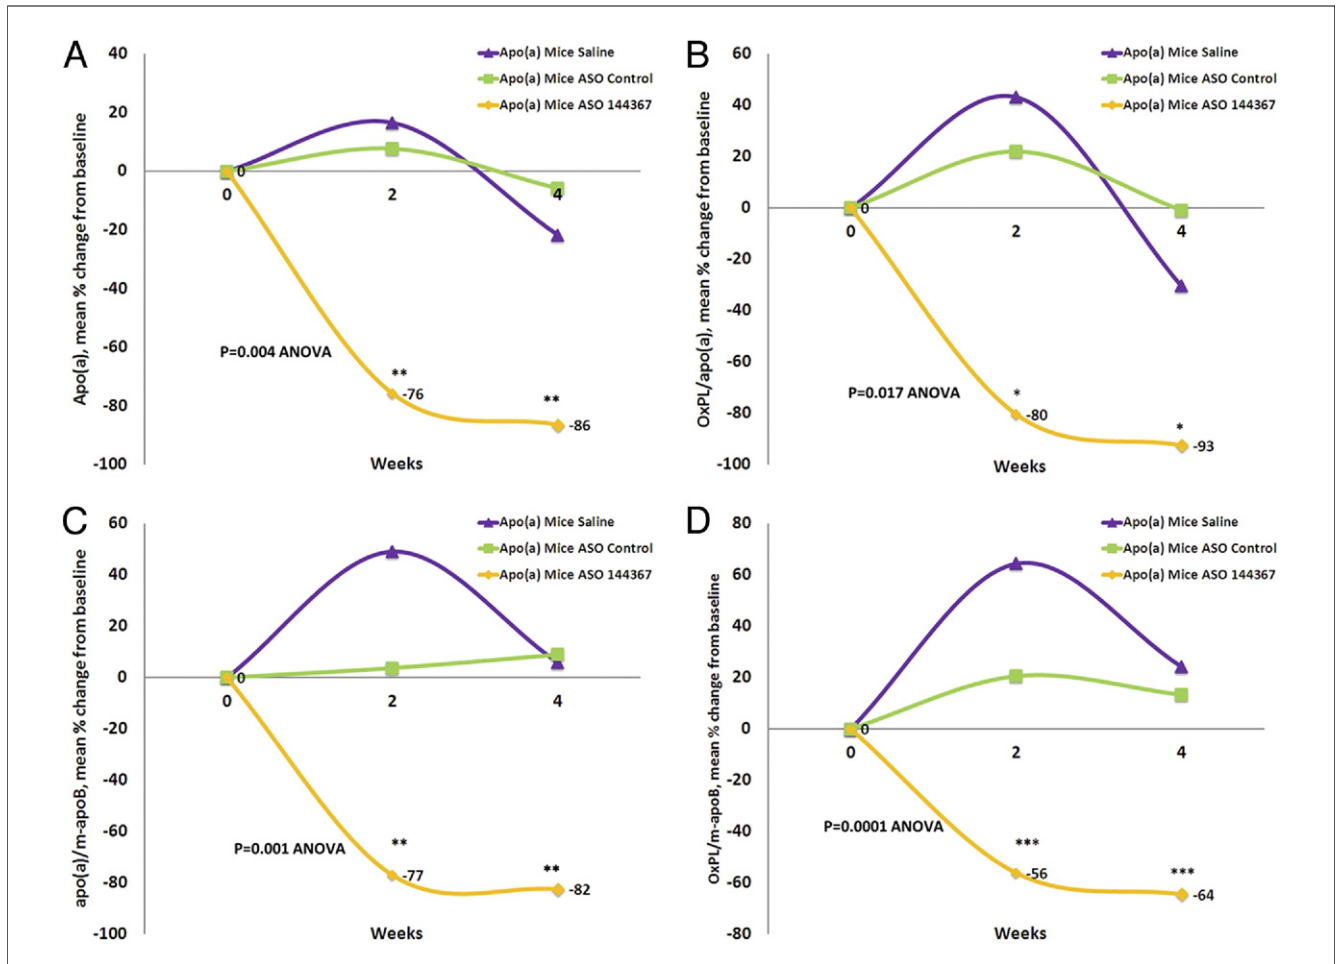 A
Apo(a) Mice Saline
Apo(a) Mice ASO Control
Apo(a) Mice ASO 144367
Apo(a), mean % change from baseline
40
20
0
-20
-40
-60
-80
-100
0
0
2
4
P=0.004 ANOVA
**
-76
**
-86
Weeks
B
Apo(a) Mice Saline
Apo(a) Mice ASO Control
Apo(a) Mice ASO 144367
OxPL/apo(a), mean % change from baseline
60
40
20
0
-20
-40
-60
-80
-100
0
0
2
4
P=0.017 ANOVA
*
-80
*
-93
Weeks
C
Apo(a) Mice Saline
Apo(a) Mice ASO Control
Apo(a) Mice ASO 144367
apo(a)/m-apoB, mean % change from baseline
60
40
20
0
-20
-40
-60
-80
-100
0
0
2
4
P=0.001 ANOVA
**
-77
**
-82
Weeks
D
Apo(a) Mice Saline
Apo(a) Mice ASO Control
Apo(a) Mice ASO 144367
OxPL/m-apoB, mean % change from baseline
80
60
40
20
0
-20
-40
-60
-80
0
0
2
4
P=0.0001 ANOVA
***
-56
***
-64
Weeks